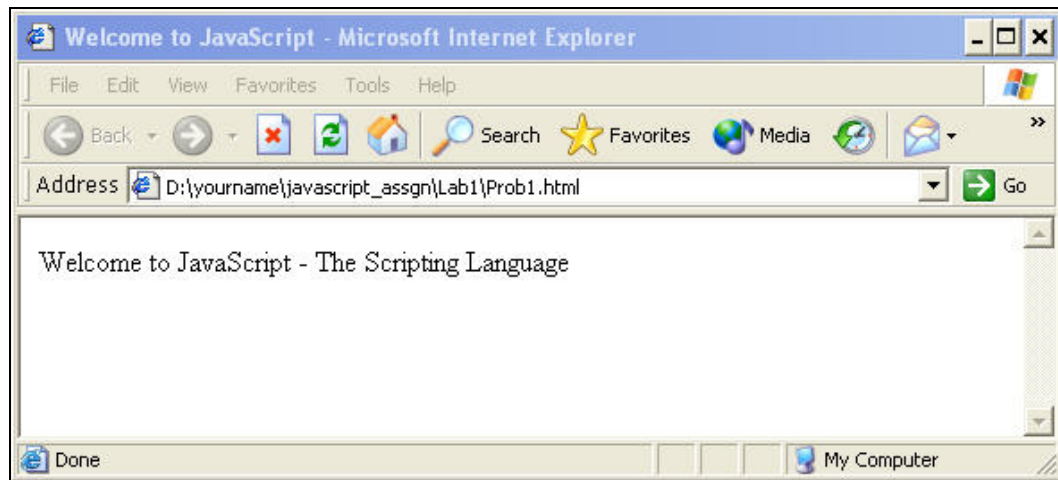 Welcome to JavaScript - Microsoft Internet Explorer
File Edit View Favorites Tools Help
Back Search Favorites Media »
Address D:\yourname\javascript_assgn\Lab1\Prob1.html Go
Welcome to JavaScript - The Scripting Language
Done My Computer